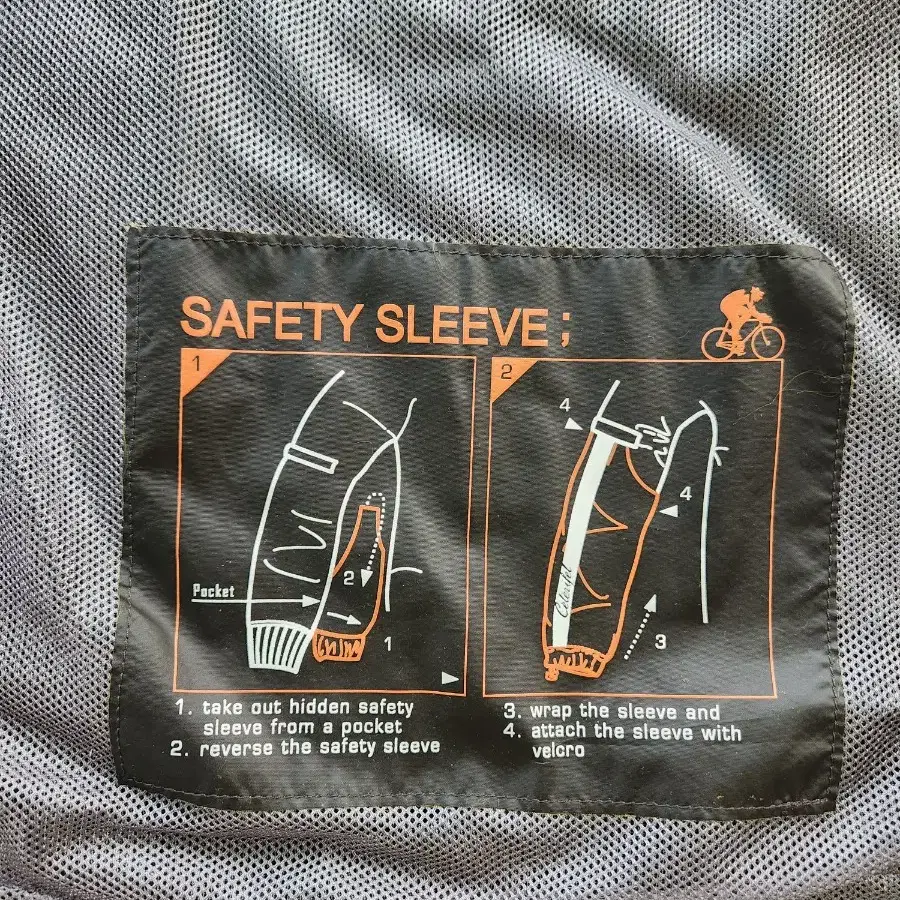 SAFETY SLEEVE ;
1
2
4
4
Pocket
2
1
3
1. take out hidden safety
sleeve from a pocket
2. reverse the safety sleeve
3. wrap the sleeve and
4. attach the sleeve with
velcro